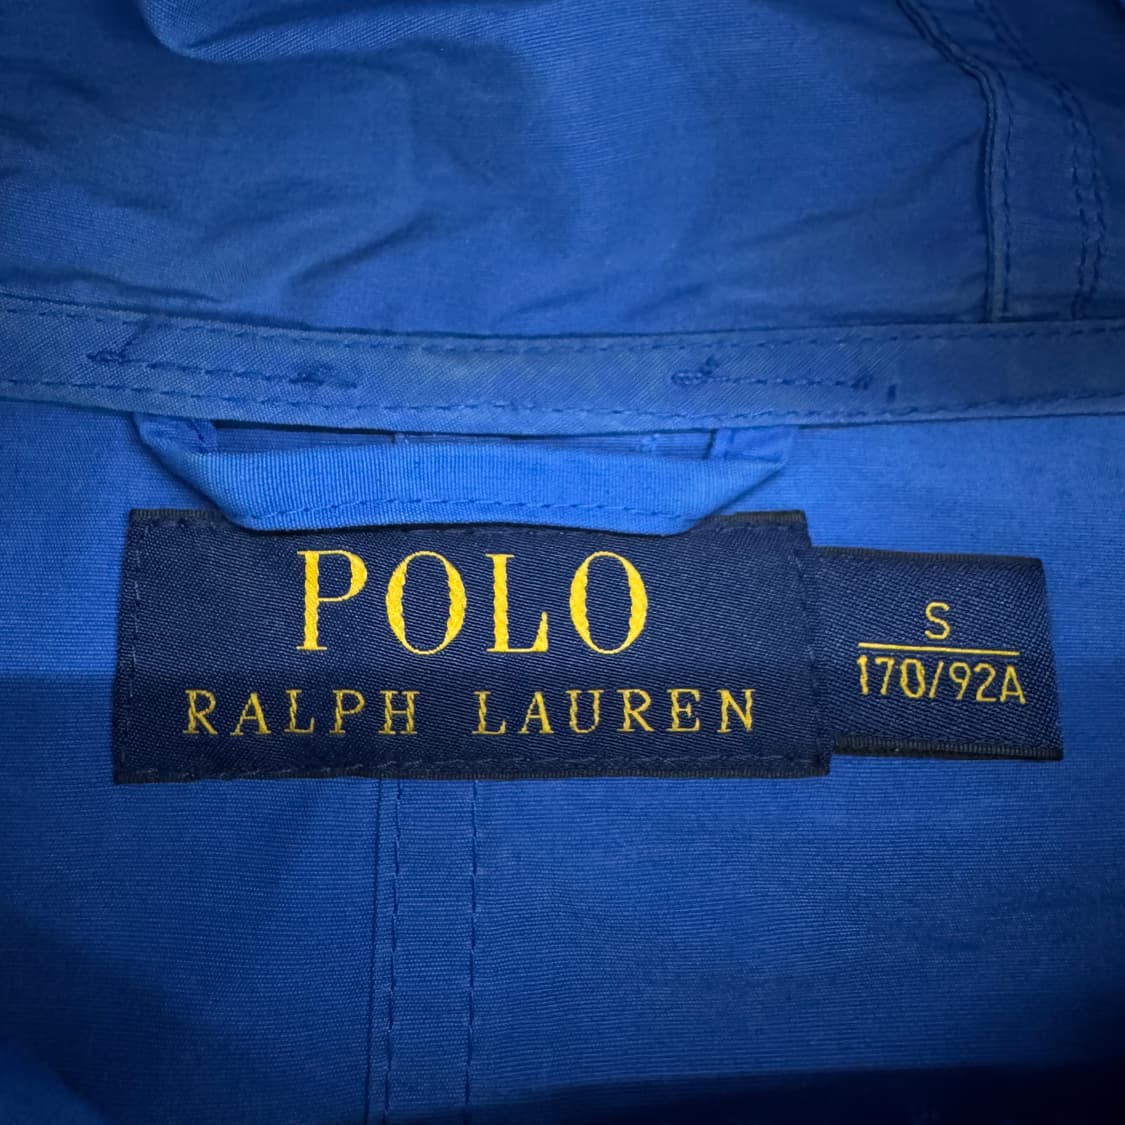 POLO
RALPH LAUREN
S
170/92A